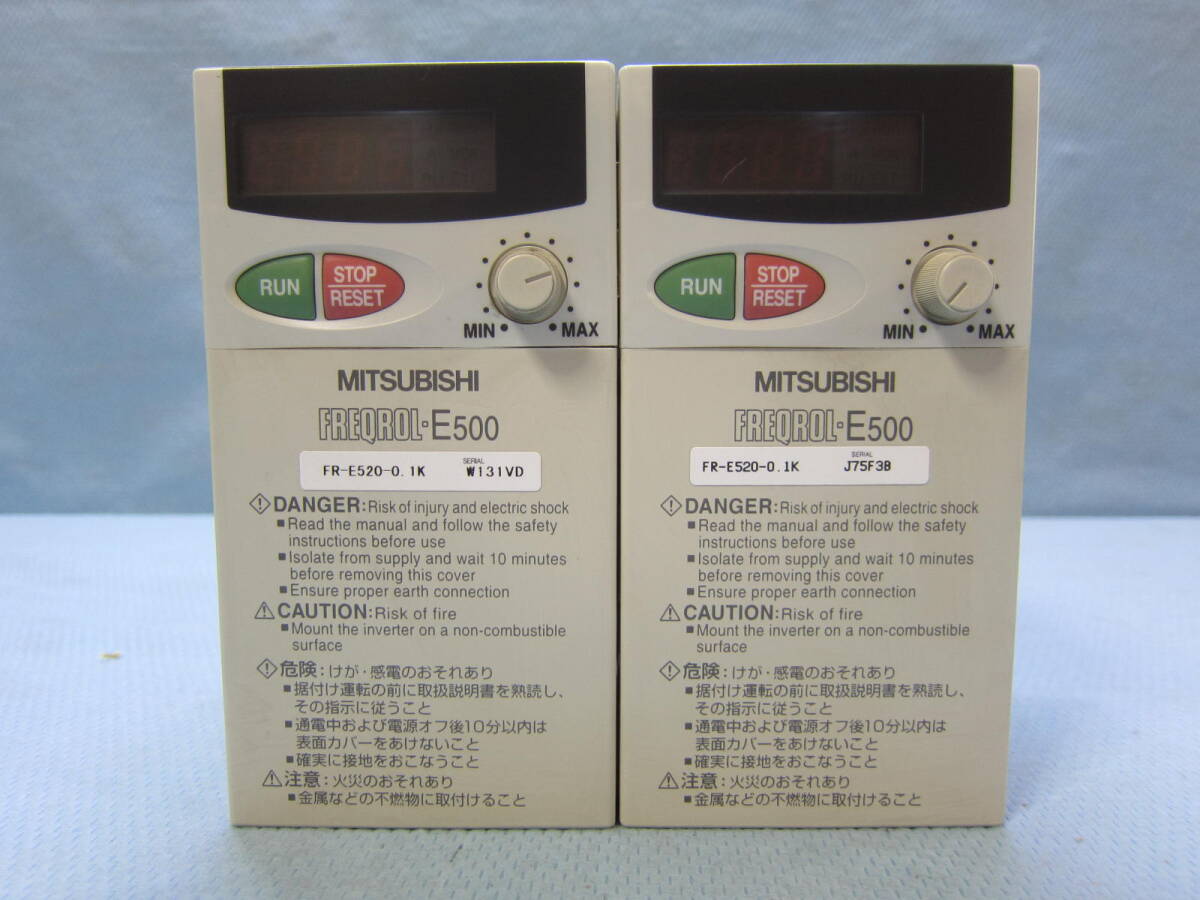 RUN
STOP
RESET
MIN
MAX
MITSUBISHI
FREQROL-E500
SERIAL
FR-E520-0.1K W131VD
DANGER:Risk of injury and electric shock
■Read the manual and follow the safety
instructions before use
■Isolate from supply and wait 10 minutes
before removing this cover
■Ensure proper earth connection
CAUTION:Risk of fire
■Mount the inverter on a non-combustible
surface
危険:けが・感電のおそれあり
■据付け運転の前に取扱説明書を熟読し、
その指示に従うこと
■通電中および電源オフ後10分以内は
表面カバーをあけないこと
■確実に接地をおこなうこと
注意:火災のおそれあり
■金属などの不燃物に取付けること
RUN
STOP
RESET
MIN
MAX
MITSUBISHI
FREQROL-E500
SERIAL
FR-E520-0.1K J75F3B
DANGER:Risk of injury and electric shock
■Read the manual and follow the safety
instructions before use
■Isolate from supply and wait 10 minutes
before removing this cover
■Ensure proper earth connection
CAUTION:Risk of fire
■Mount the inverter on a non-combustible
surface
危険:けが・感電のおそれあり
■据付け運転の前に取扱説明書を熟読し、
その指示に従うこと
■通電中および電源オフ後10分以内は
表面カバーをあけないこと
■確実に接地をおこなうこと
注意:火災のおそれあり
■金属などの不燃物に取付けること